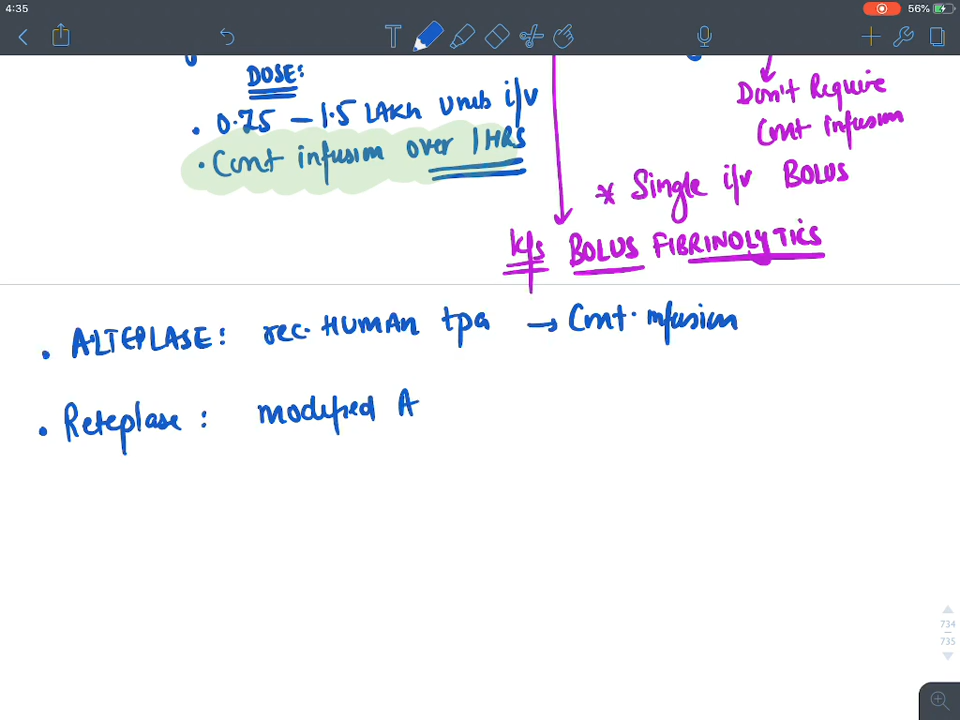 4:35
56%
T
DOSE:
Don't Require
• 0.75 – 1.5 LAKh Units i/v
Cont infusion
• Cont infusion over 1 HRS
* Single i/v BOLUS
K/s BOLUS FIBRINOLYTICS
• ALTEPLASE: rec. HUMAN tpa → Cont. infusion
• Reteplase: modified A
734
735